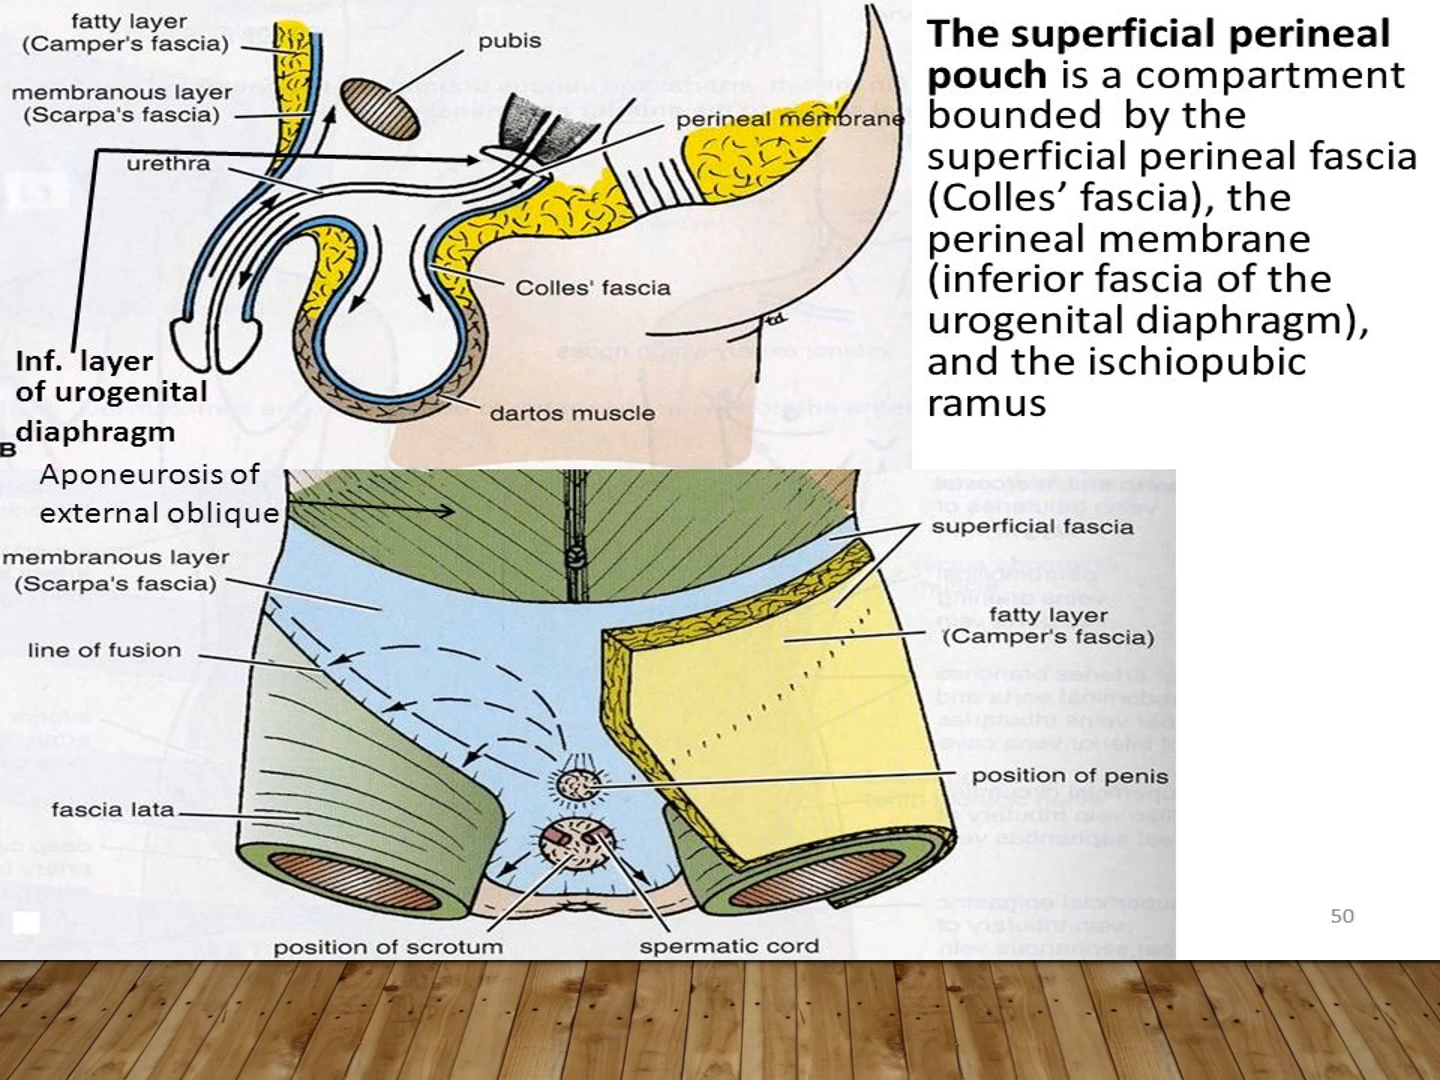 fatty layer
(Camper's fascia)
pubis
membranous layer
(Scarpa's fascia)
perineal membrane
urethra
Colles' fascia
td
Inf. layer
of urogenital
diaphragm
dartos muscle
B
The superficial perineal
pouch is a compartment
bounded by the
superficial perineal fascia
(Colles’ fascia), the
perineal membrane
(inferior fascia of the
urogenital diaphragm),
and the ischiopubic
ramus
Aponeurosis of
external oblique
superficial fascia
membranous layer
(Scarpa's fascia)
fatty layer
(Camper's fascia)
line of fusion
position of penis
fascia lata
position of scrotum
spermatic cord
50